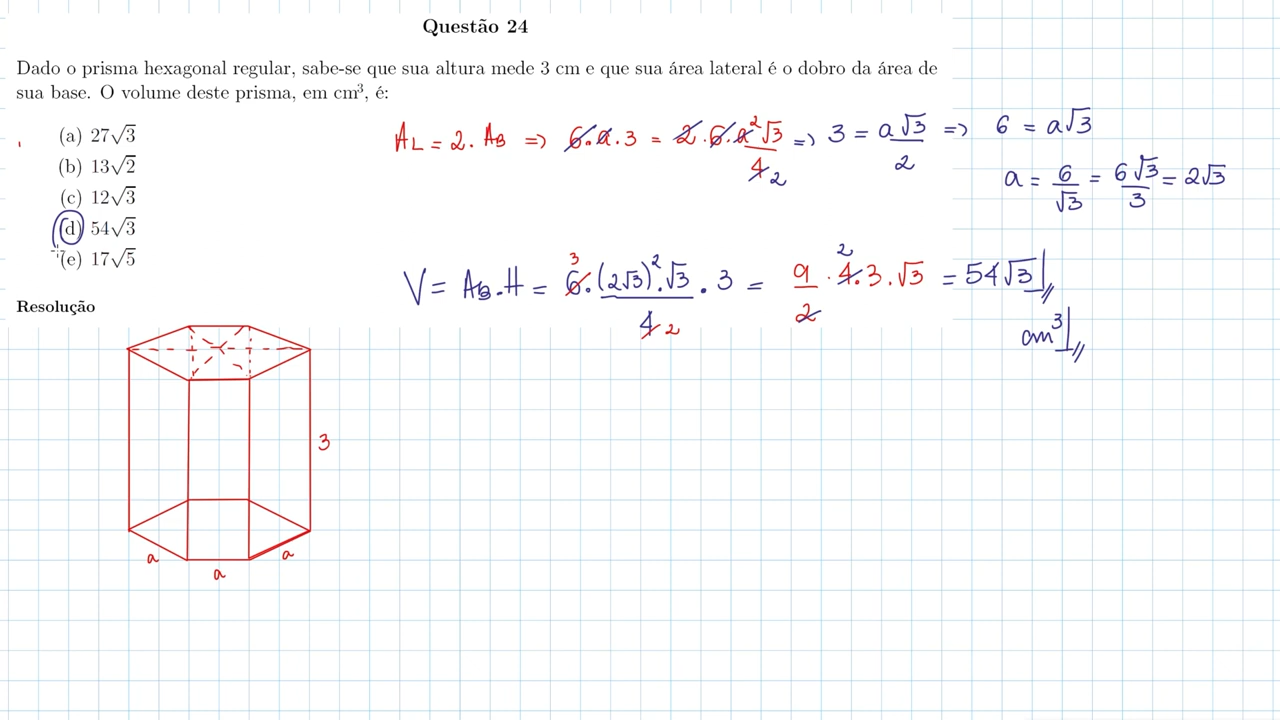 Questão 24
Dado o prisma hexagonal regular, sabe-se que sua altura mede 3 cm e que sua área lateral é o dobro da área de
sua base. O volume deste prisma, em cm³, é:
(a) 27√3
(b) 13√2
(c) 12√3
(d) 54√3
(e) 17√5
A_L = 2. A_B => 6.a.3 = 2.6.a²√3/4 2 => 3 = a√3/2 => 6 = a√3
a = 6/√3 = 6√3/3 = 2√3
V = A_B.H = 6 3.(2√3)².√3/4 2 . 3 = 9/2 . 4 2.3.√3 = 54√3
cm³
Resolução
3
a
a
a